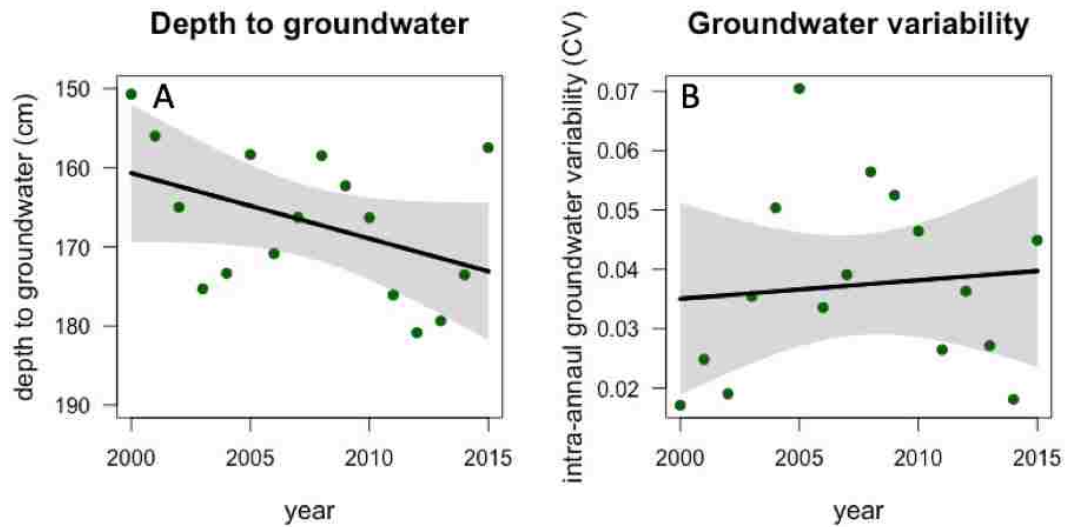 Depth to groundwater
A
depth to groundwater (cm)
150
160
170
180
190
2000
2005
2010
2015
year
Groundwater variability
B
intra-annaul groundwater variability (CV)
0.07
0.06
0.05
0.04
0.03
0.02
2000
2005
2010
2015
year